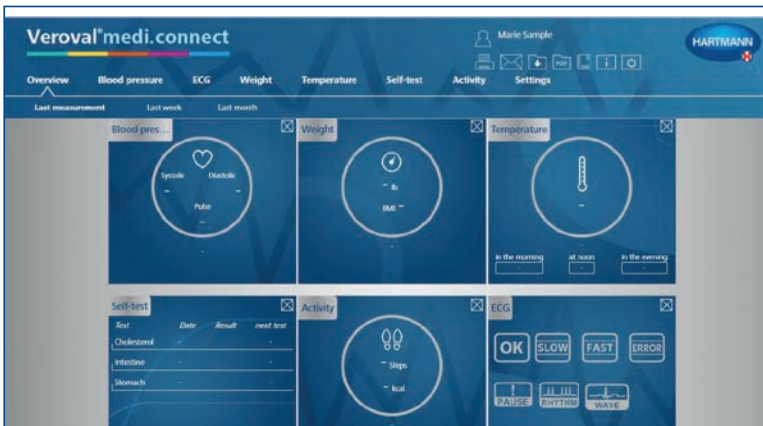 Veroval® medi.connect
Marie Sample
HARTMANN
PDF
Overview Blood pressure ECG Weight Temperature Self-test Activity Settings
Last measurement Last week Last month
Blood pres... Weight Temperature
Systolic Diastolic
- -
Pulse
-
-
- lb
BMI -
-
-
in the morning at noon in the evening
- - -
Self-test Activity ECG
Test Date Result next test
Cholesterol - -
Intestine - -
Stomach - -
- Steps
- kcal
OK SLOW FAST ERROR
PAUSE RHYTHM WAVE